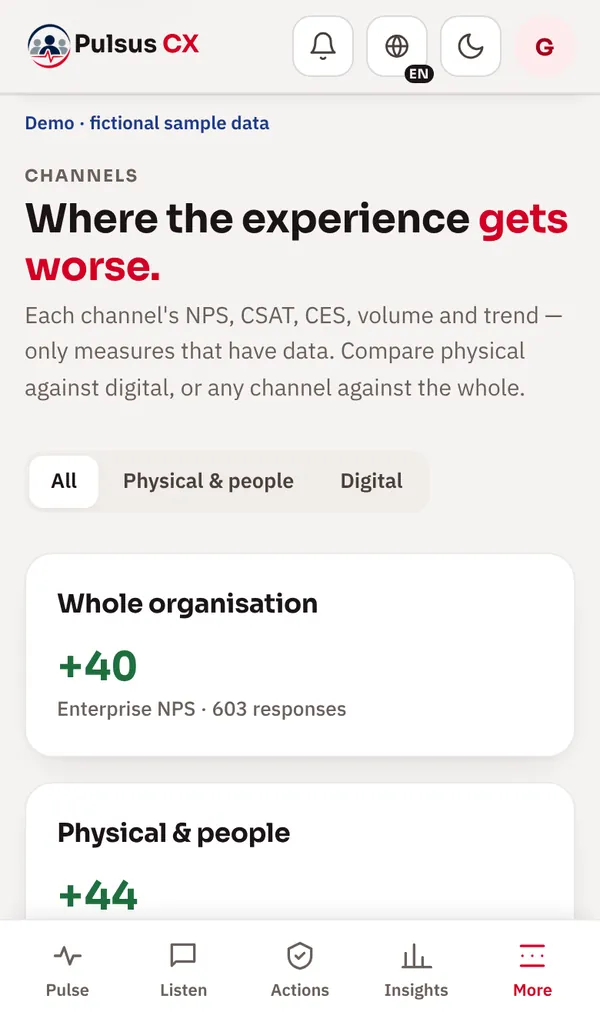 Pulsus CX
EN
G
Demo · fictional sample data
CHANNELS
Where the experience gets
worse.
Each channel's NPS, CSAT, CES, volume and trend —
only measures that have data. Compare physical
against digital, or any channel against the whole.
All
Physical & people
Digital
Whole organisation
+40
Enterprise NPS · 603 responses
Physical & people
+44
Pulse
Listen
Actions
Insights
More